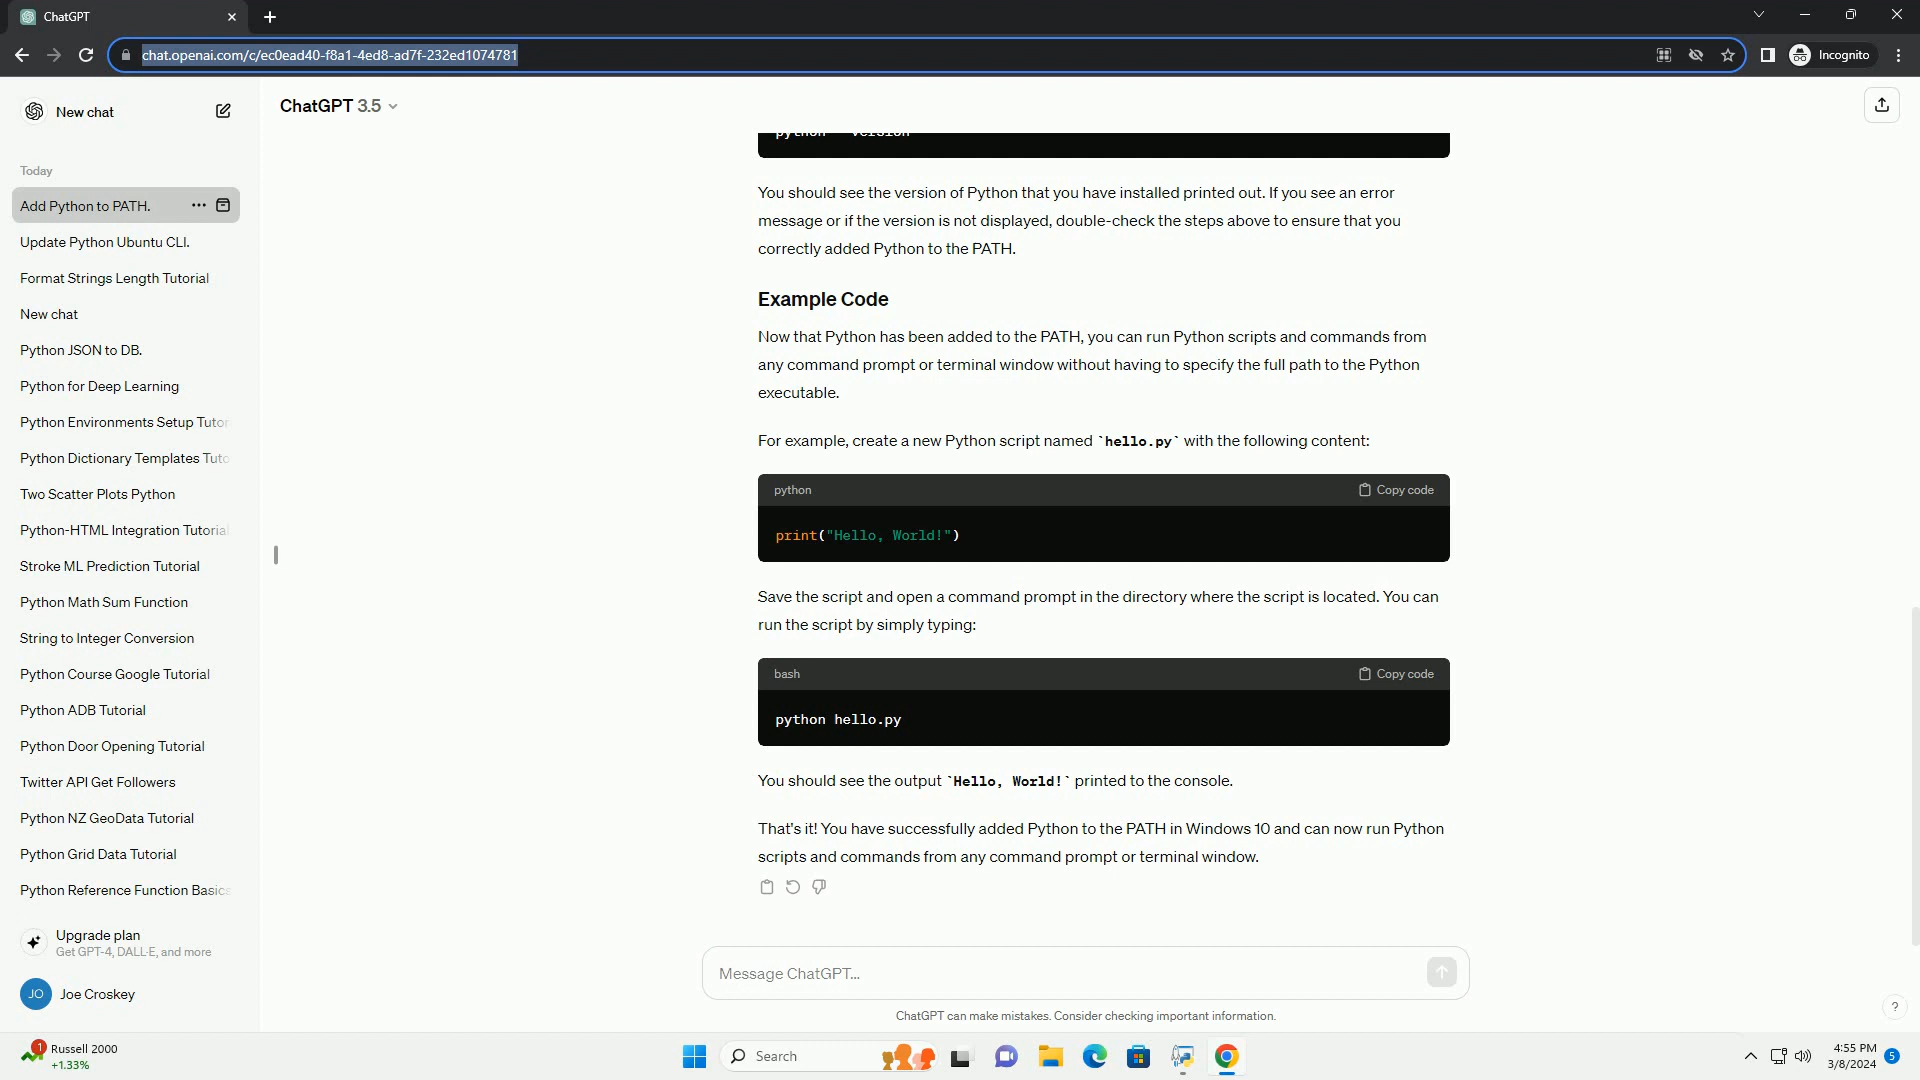 ChatGPT
chat.openai.com/c/ec0ead40-f8a1-4ed8-ad7f-232ed1074781
Incognito
New chat
ChatGPT 3.5
Today
Add Python to PATH.
Update Python Ubuntu CLI.
Format Strings Length Tutorial
New chat
Python JSON to DB.
Python for Deep Learning
Python Environments Setup Tutor
Python Dictionary Templates Tuto
Two Scatter Plots Python
Python-HTML Integration Tutorial
Stroke ML Prediction Tutorial
Python Math Sum Function
String to Integer Conversion
Python Course Google Tutorial
Python ADB Tutorial
Python Door Opening Tutorial
Twitter API Get Followers
Python NZ GeoData Tutorial
Python Grid Data Tutorial
Python Reference Function Basics
Upgrade plan
Get GPT-4, DALL·E, and more
JO
Joe Croskey
python --version
You should see the version of Python that you have installed printed out. If you see an error
message or if the version is not displayed, double-check the steps above to ensure that you
correctly added Python to the PATH.
Example Code
Now that Python has been added to the PATH, you can run Python scripts and commands from
any command prompt or terminal window without having to specify the full path to the Python
executable.
For example, create a new Python script named `hello.py` with the following content:
python
Copy code
print("Hello, World!")
Save the script and open a command prompt in the directory where the script is located. You can
run the script by simply typing:
bash
Copy code
python hello.py
You should see the output `Hello, World!` printed to the console.
That's it! You have successfully added Python to the PATH in Windows 10 and can now run Python
scripts and commands from any command prompt or terminal window.
Message ChatGPT...
ChatGPT can make mistakes. Consider checking important information.
?
1
Russell 2000
+1.33%
Search
4:55 PM
3/8/2024
5